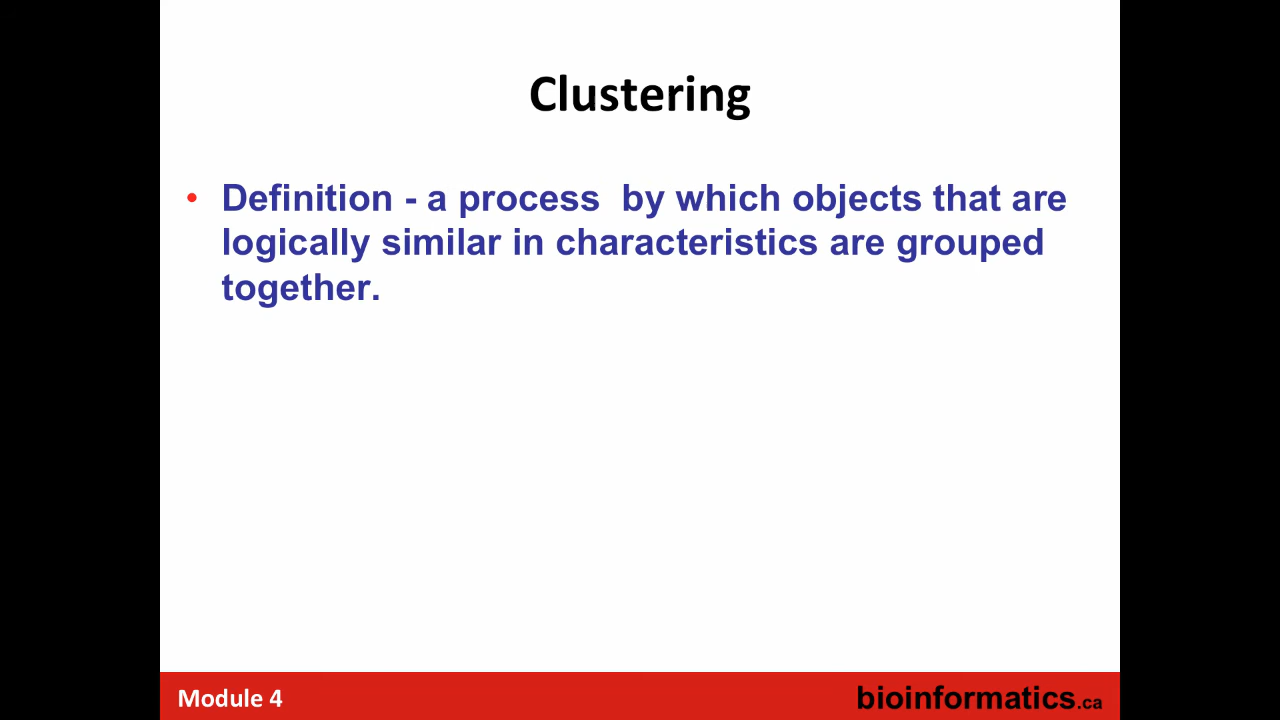 Clustering
• Definition - a process  by which objects that are
logically similar in characteristics are grouped
together.
Module 4
bioinformatics.ca